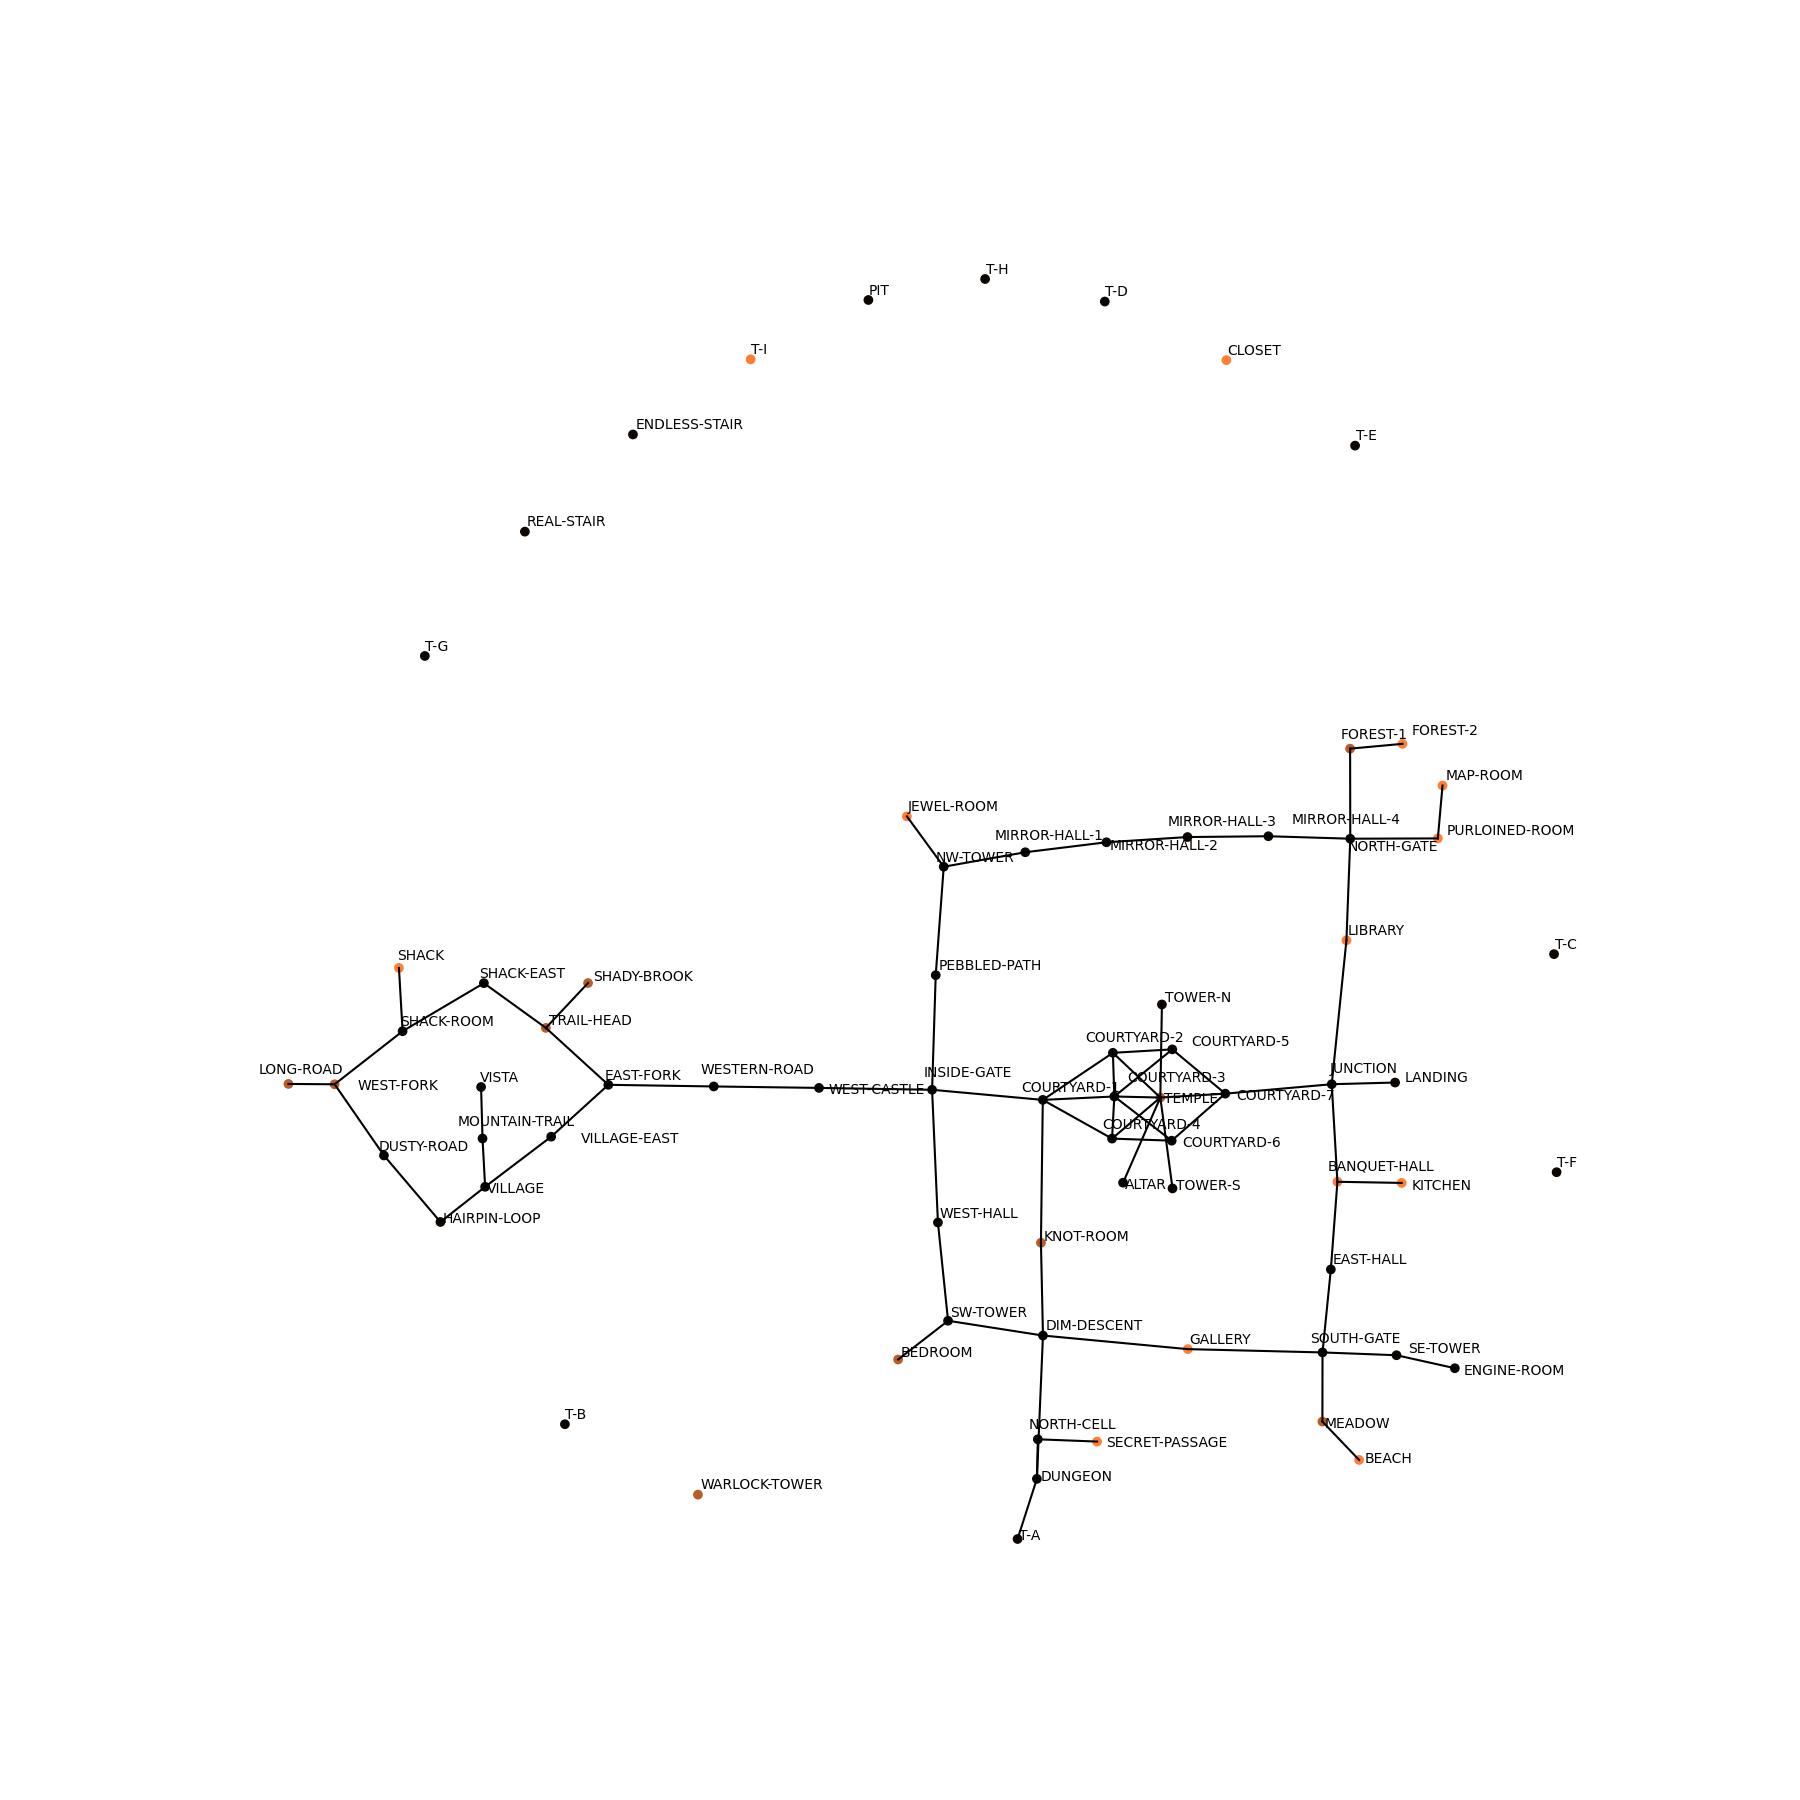 T-H
PIT
T-D
T-I
CLOSET
ENDLESS-STAIR
T-E
REAL-STAIR
T-G
FOREST-1
FOREST-2
MAP-ROOM
JEWEL-ROOM
MIRROR-HALL-1
MIRROR-HALL-2
MIRROR-HALL-3
MIRROR-HALL-4
PURLOINED-ROOM
NW-TOWER
NORTH-GATE
LIBRARY
T-C
SHACK
SHACK-EAST
SHADY-BROOK
PEBBLED-PATH
TOWER-N
SHACK-ROOM
TRAIL-HEAD
COURTYARD-2
COURTYARD-5
LONG-ROAD
WEST-FORK
VISTA
EAST-FORK
WESTERN-ROAD
WEST-CASTLE
INSIDE-GATE
COURTYARD-1
COURTYARD-3
TEMPLE
COURTYARD-7
JUNCTION
LANDING
MOUNTAIN-TRAIL
VILLAGE-EAST
COURTYARD-4
COURTYARD-6
DUSTY-ROAD
VILLAGE
ALTAR
TOWER-S
BANQUET-HALL
KITCHEN
T-F
HAIRPIN-LOOP
WEST-HALL
KNOT-ROOM
EAST-HALL
SW-TOWER
DIM-DESCENT
GALLERY
SOUTH-GATE
SE-TOWER
BEDROOM
ENGINE-ROOM
T-B
NORTH-CELL
SECRET-PASSAGE
MEADOW
BEACH
WARLOCK-TOWER
DUNGEON
T-A